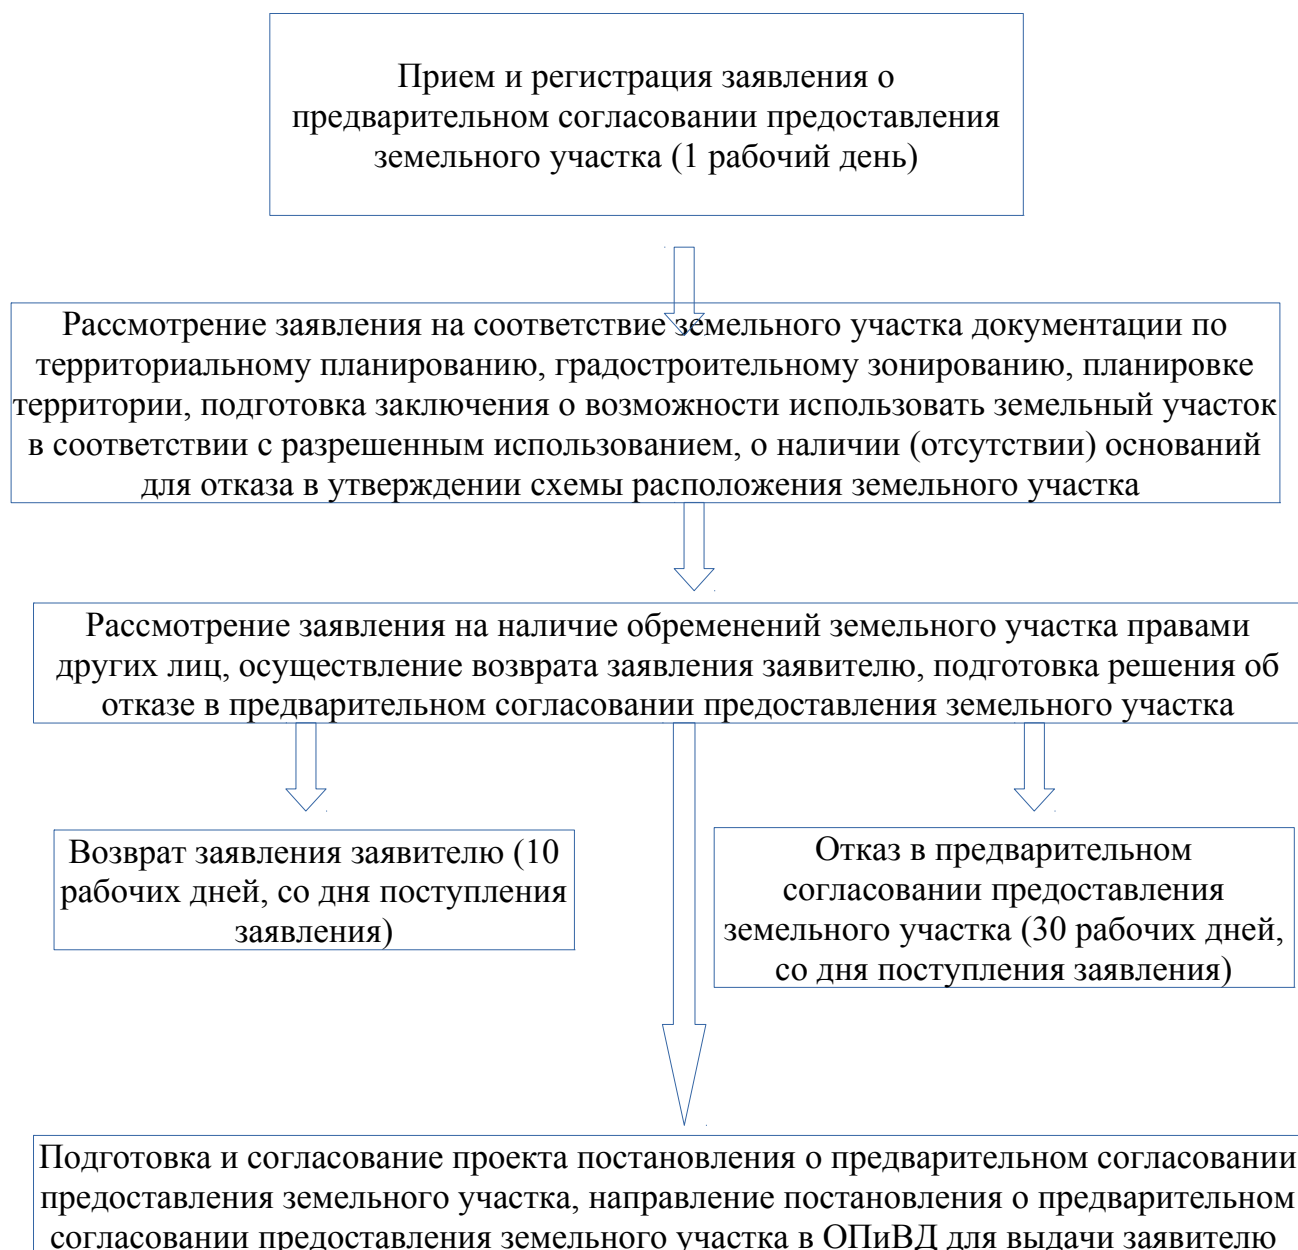 Прием и регистрация заявления о
предварительном согласовании предоставления
земельного участка (1 рабочий день)
Рассмотрение заявления на соответствие земельного участка документации по
территориальному планированию, градостроительному зонированию, планировке
территории, подготовка заключения о возможности использовать земельный участок
в соответствии с разрешенным использованием, о наличии (отсутствии) оснований
для отказа в утверждении схемы расположения земельного участка
Рассмотрение заявления на наличие обременений земельного участка правами
других лиц, осуществление возврата заявления заявителю, подготовка решения об
отказе в предварительном согласовании предоставления земельного участка
Возврат заявления заявителю (10
рабочих дней, со дня поступления
заявления)
Отказ в предварительном
согласовании предоставления
земельного участка (30 рабочих дней,
со дня поступления заявления)
Подготовка и согласование проекта постановления о предварительном согласовании
предоставления земельного участка, направление постановления о предварительном
согласовании предоставления земельного участка в ОПиВД для выдачи заявителю